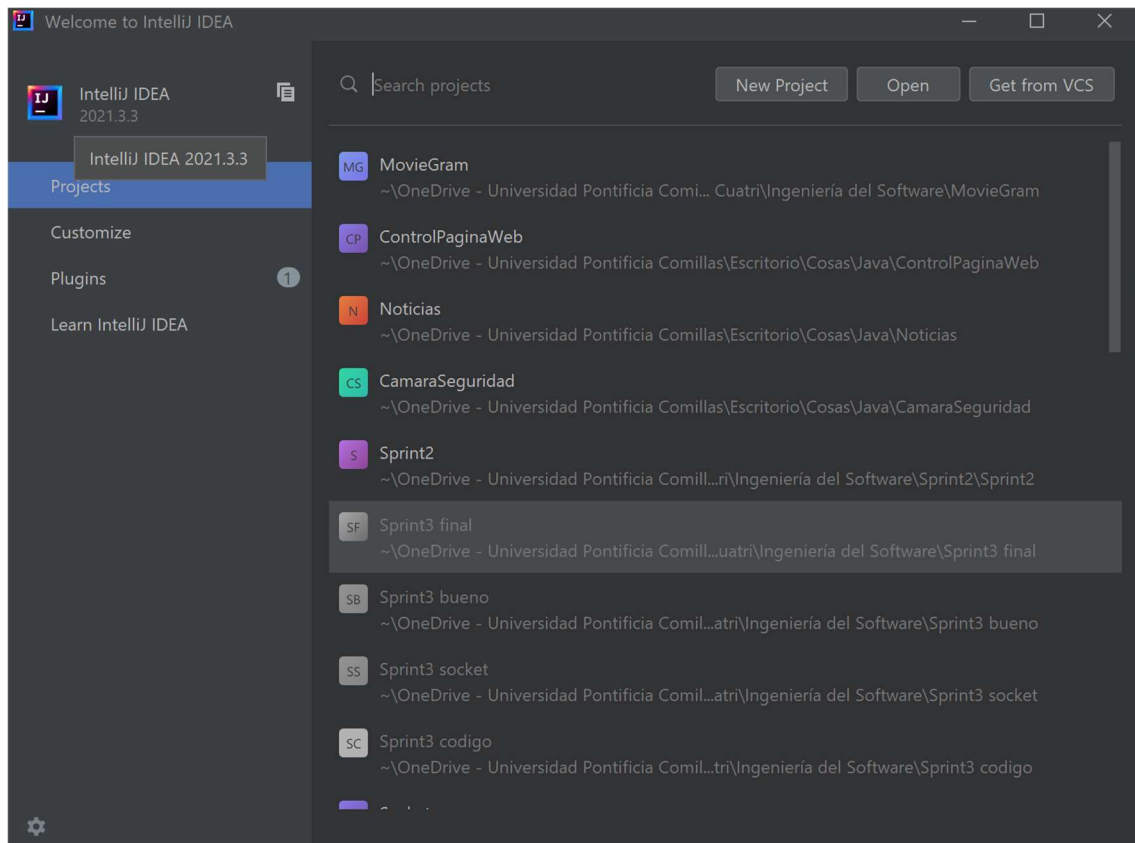 Welcome to IntelliJ IDEA
IntelliJ IDEA
2021.3.3
IntelliJ IDEA 2021.3.3
Projects
Customize
Plugins
1
Learn IntelliJ IDEA
Search projects
New Project
Open
Get from VCS
MG
MovieGram
~\OneDrive - Universidad Pontificia Comi... Cuatri\Ingeniería del Software\MovieGram
CP
ControlPaginaWeb
~\OneDrive - Universidad Pontificia Comillas\Escritorio\Cosas\Java\ControlPaginaWeb
N
Noticias
~\OneDrive - Universidad Pontificia Comillas\Escritorio\Cosas\Java\Noticias
CS
CamaraSeguridad
~\OneDrive - Universidad Pontificia Comillas\Escritorio\Cosas\Java\CamaraSeguridad
S
Sprint2
~\OneDrive - Universidad Pontificia Comill...ri\Ingeniería del Software\Sprint2\Sprint2
SF
Sprint3 final
~\OneDrive - Universidad Pontificia Comill...uatri\Ingeniería del Software\Sprint3 final
SB
Sprint3 bueno
~\OneDrive - Universidad Pontificia Comil...atri\Ingeniería del Software\Sprint3 bueno
SS
Sprint3 socket
~\OneDrive - Universidad Pontificia Comil...atri\Ingeniería del Software\Sprint3 socket
SC
Sprint3 codigo
~\OneDrive - Universidad Pontificia Comil...tri\Ingeniería del Software\Sprint3 codigo